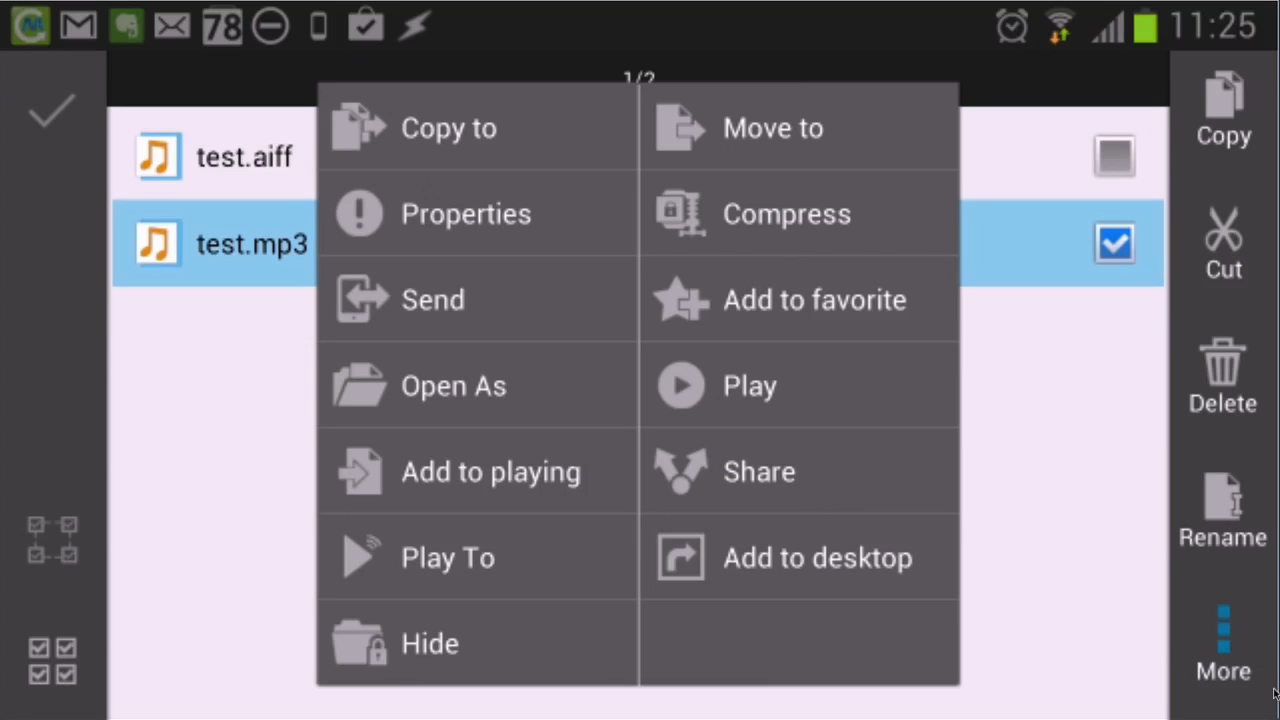 78
11:25
1/2
test.aiff
test.mp3
Copy to
Move to
Properties
Compress
Send
Add to favorite
Open As
Play
Add to playing
Share
Play To
Add to desktop
Hide
Copy
Cut
Delete
Rename
More